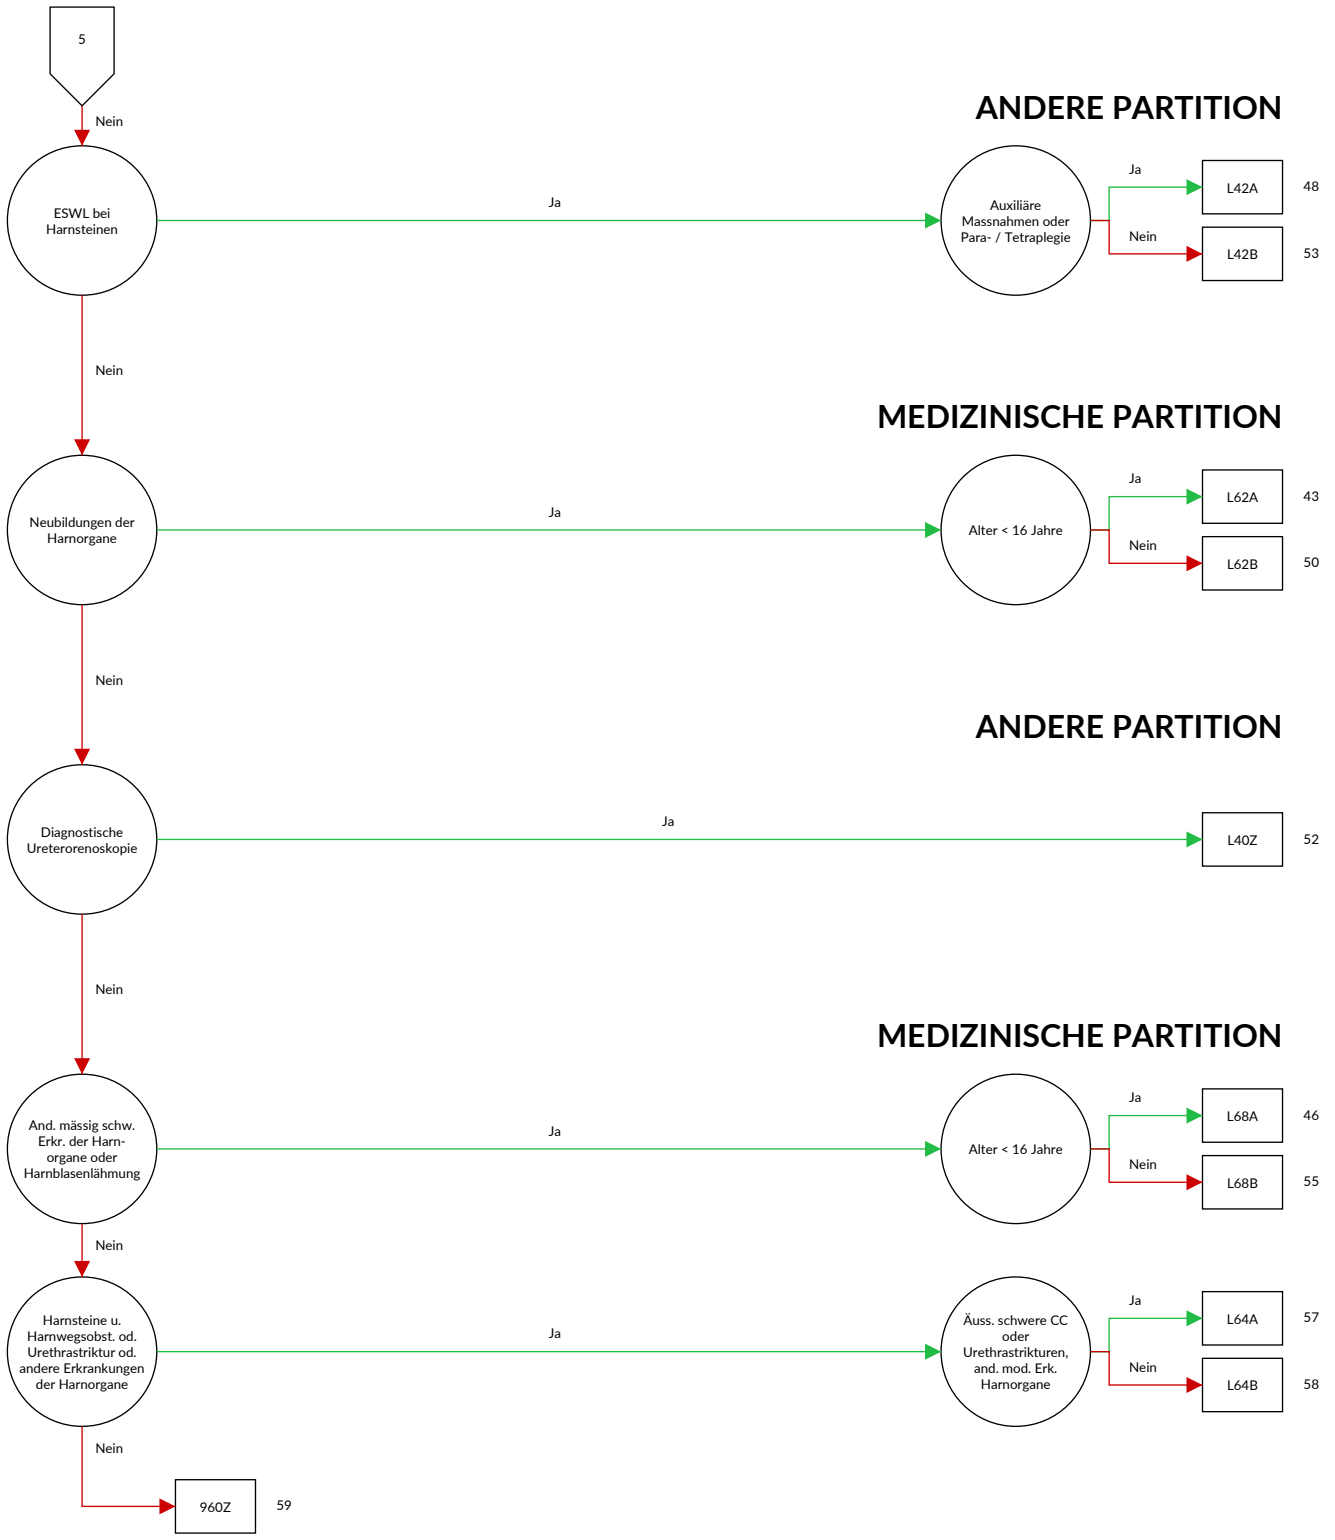 5
Nein
ANDERE PARTITION
ESWL bei
Harnsteinen
Ja
Auxiliäre
Massnahmen oder
Para- / Tetraplegie
Ja
L42A
48
Nein
L42B
53
Nein
MEDIZINISCHE PARTITION
Neubildungen der
Harnorgane
Ja
Alter < 16 Jahre
Ja
L62A
43
Nein
L62B
50
Nein
ANDERE PARTITION
Diagnostische
Ureterorenoskopie
Ja
L40Z
52
Nein
MEDIZINISCHE PARTITION
And. mässig schw.
Erkr. der Harn-
organe oder
Harnblasenlähmung
Ja
Alter < 16 Jahre
Ja
L68A
46
Nein
L68B
55
Nein
Harnsteine u.
Harnwegsobst. od.
Urethrastriktur od.
andere Erkrankungen
der Harnorgane
Ja
Äuss. schwere CC
oder
Urethrastrikturen,
and. mod. Erk.
Harnorgane
Ja
L64A
57
Nein
L64B
58
Nein
960Z
59